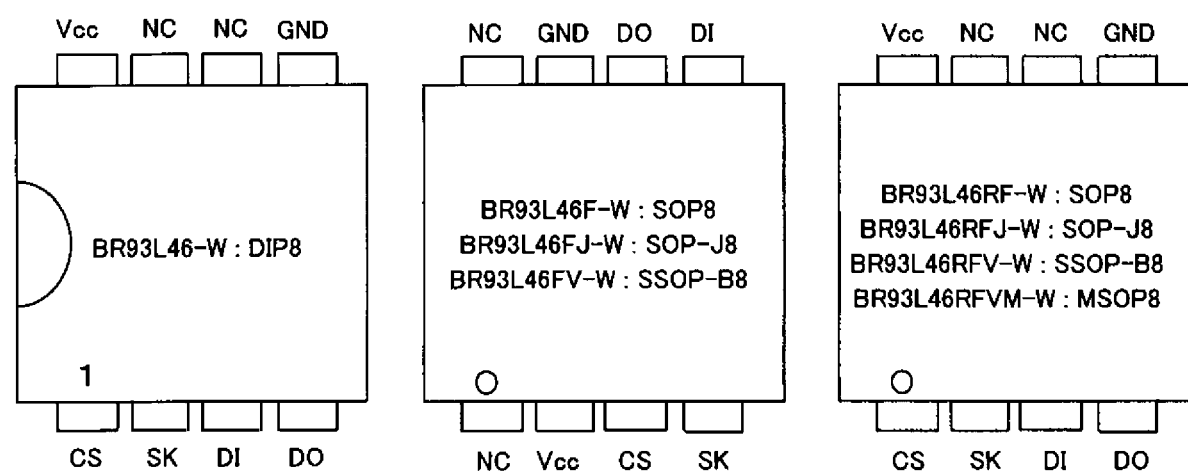 Vcc NC NC GND
BR93L46-W : DIP8
1
CS SK DI DO
NC GND DO DI
BR93L46F-W : SOP8
BR93L46FJ-W : SOP-J8
BR93L46FV-W : SSOP-B8
NC Vcc CS SK
Vcc NC NC GND
BR93L46RF-W : SOP8
BR93L46RFJ-W : SOP-J8
BR93L46RFV-W : SSOP-B8
BR93L46RFVM-W : MSOP8
CS SK DI DO